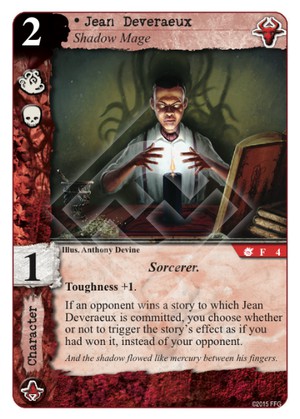 2
• Jean Deveraeux
Shadow Mage
Illus. Anthony Devine
F 4
1
Character
Sorcerer.
Toughness +1.
If an opponent wins a story to which Jean
Deveraeux is committed, you choose whether
or not to trigger the story's effect as if you
had won it, instead of your opponent.
And the shadow flowed like mercury between his fingers.
©2015 FFG